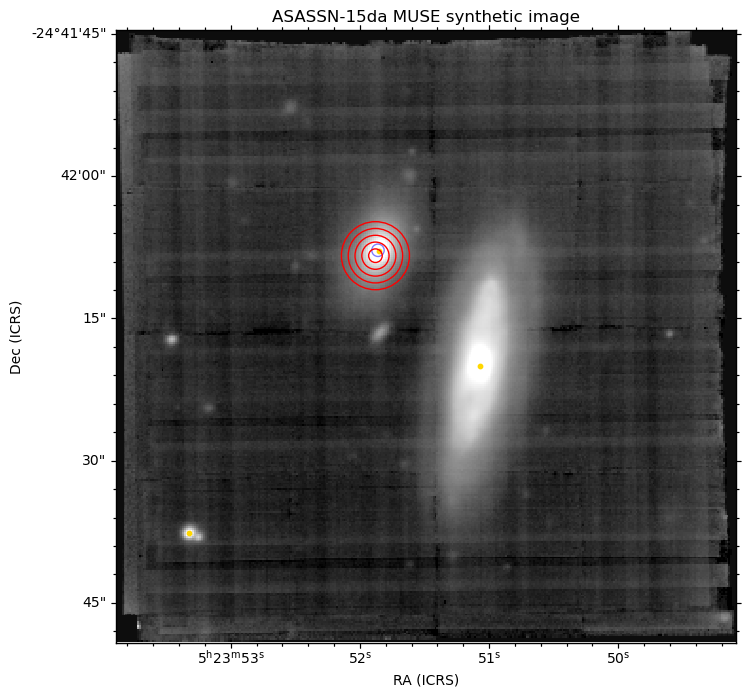 ASASSN-15da MUSE synthetic image
-24°41'45"
42'00"
15"
30"
45"
Dec (ICRS)
5ʰ23ᵐ53ˢ
52ˢ
51ˢ
50ˢ
RA (ICRS)